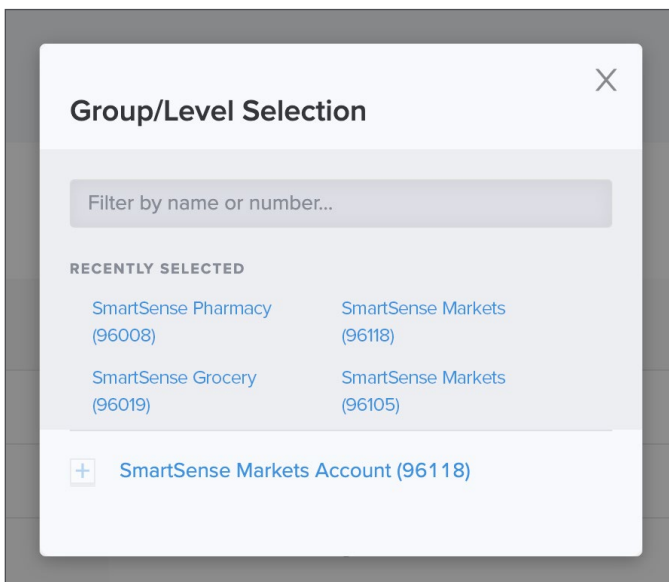 Group/Level Selection
Filter by name or number...
RECENTLY SELECTED
SmartSense Pharmacy
(96008)
SmartSense Markets
(96118)
SmartSense Grocery
(96019)
SmartSense Markets
(96105)
SmartSense Markets Account (96118)